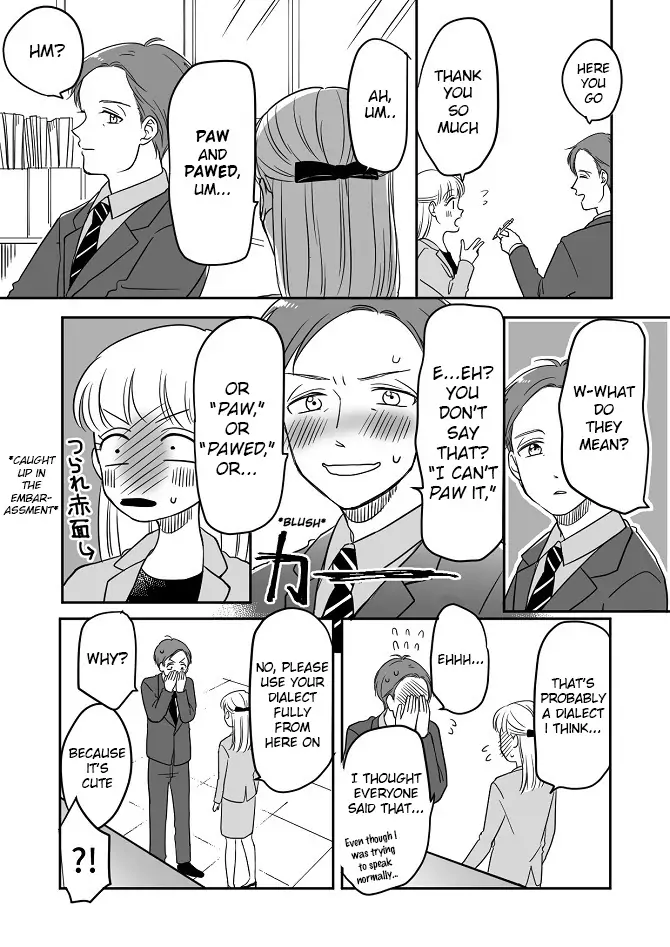 HERE
YOU
GO
THANK
YOU
SO
MUCH
AH,
UM..
PAW
AND
PAWED,
UM...
HM?
W-WHAT
DO
THEY
MEAN?
E...EH?
YOU
DON'T
SAY
THAT?
"I CAN'T
PAW IT,"
*BLUSH*
カーーー
OR
"PAW,"
OR
"PAWED,"
OR...
つられ赤面
*CAUGHT
UP IN
THE
EMBAR-
ASSMENT*
THAT'S
PROBABLY
A DIALECT
I THINK...
EHHH...
I THOUGHT
EVERYONE
SAID THAT...
Even though I
was trying
to speak
normally...
NO, PLEASE
USE YOUR
DIALECT
FULLY
FROM
HERE ON
WHY?
BECAUSE
IT'S
CUTE
?!